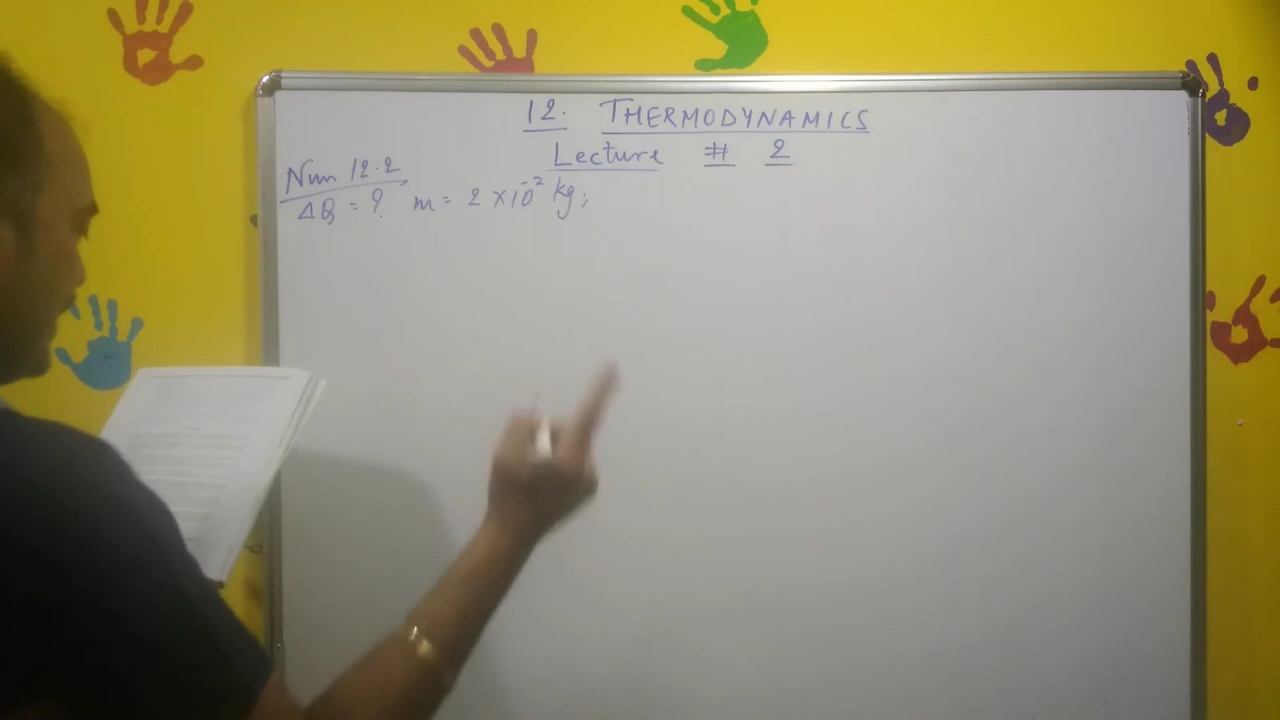 12. THERMODYNAMICS
Lecture # 2
Num 12.2
ΔQ = ? m = 2 ×10⁻² kg;